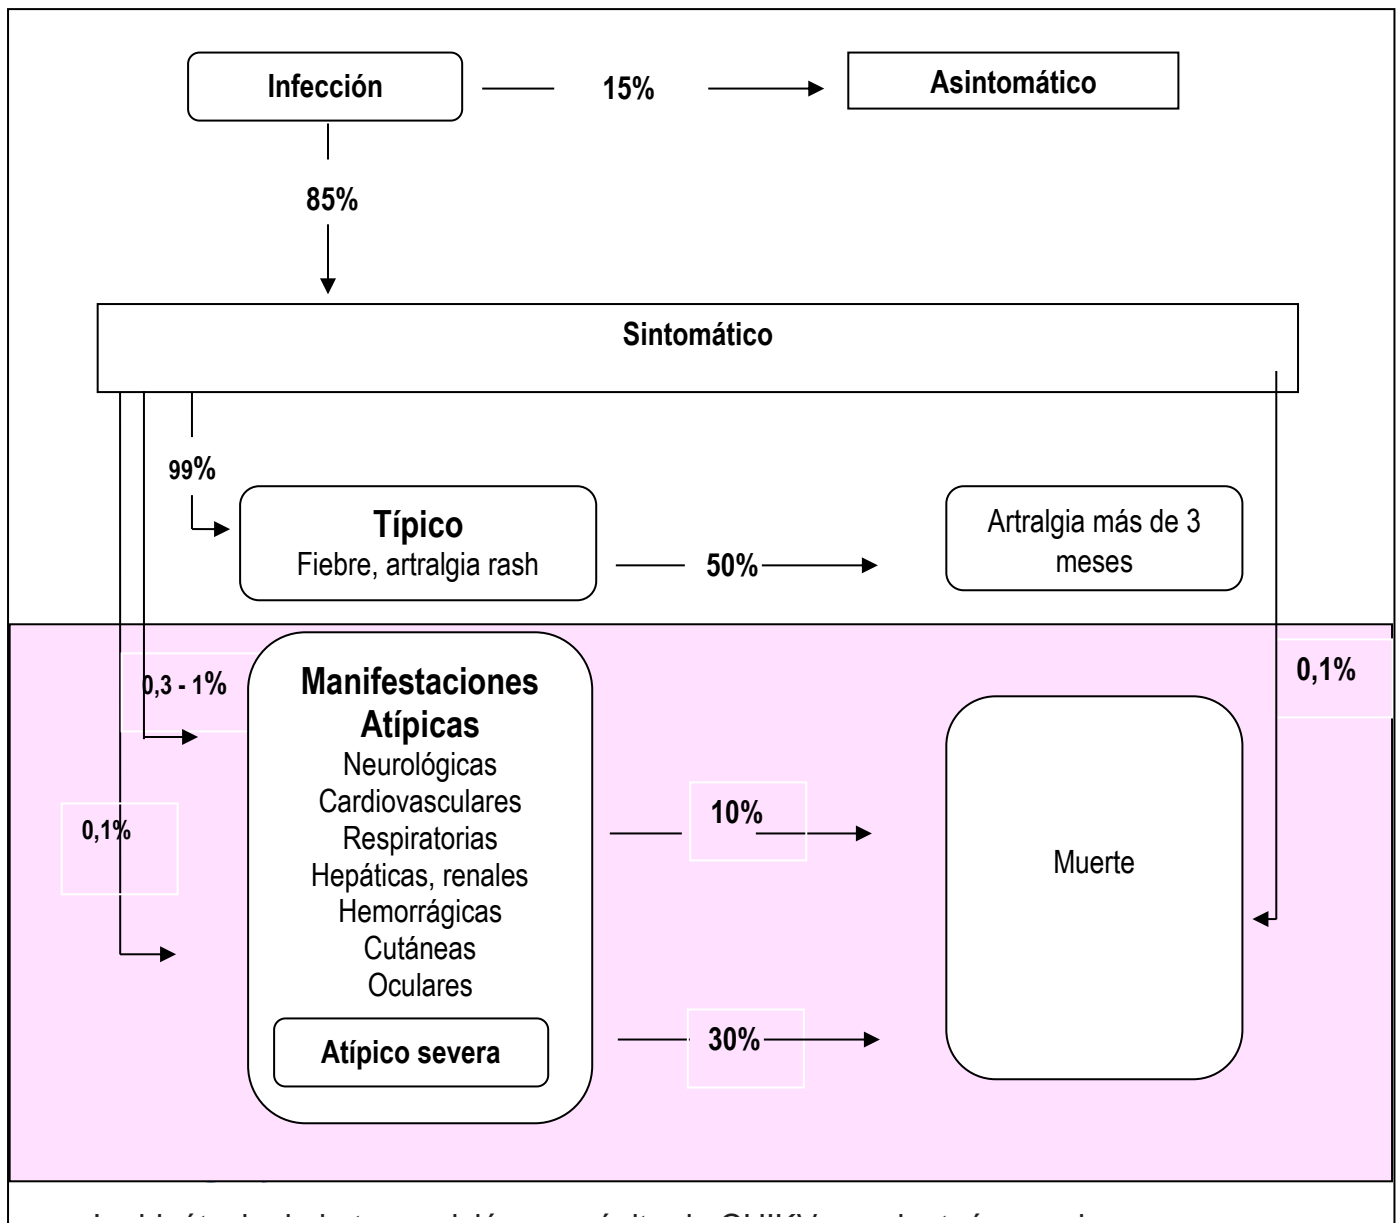 Infección
15%
Asintomático
85%
Sintomático
99%
Típico
Fiebre, artralgia rash
50%
Artralgia más de 3
meses
0,3 - 1%
Manifestaciones
Atípicas
Neurológicas
Cardiovasculares
Respiratorias
Hepáticas, renales
Hemorrágicas
Cutáneas
Oculares
Atípico severa
0,1%
10%
30%
Muerte
0,1%